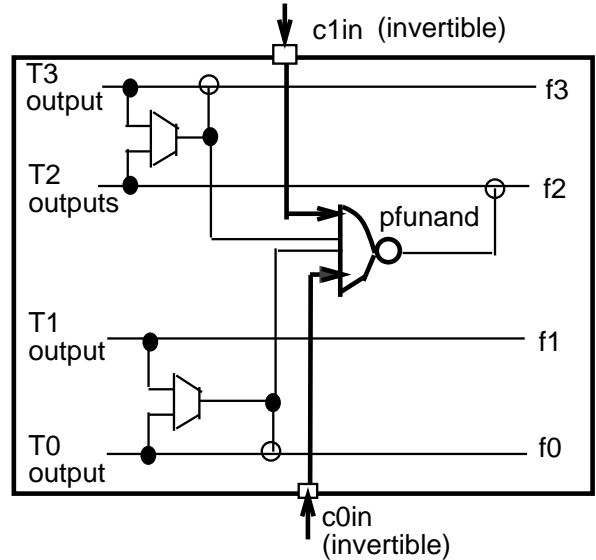 c1in (invertible)
T3
output
f3
T2
outputs
f2
pfunand
T1
output
f1
T0
output
f0
c0in
(invertible)